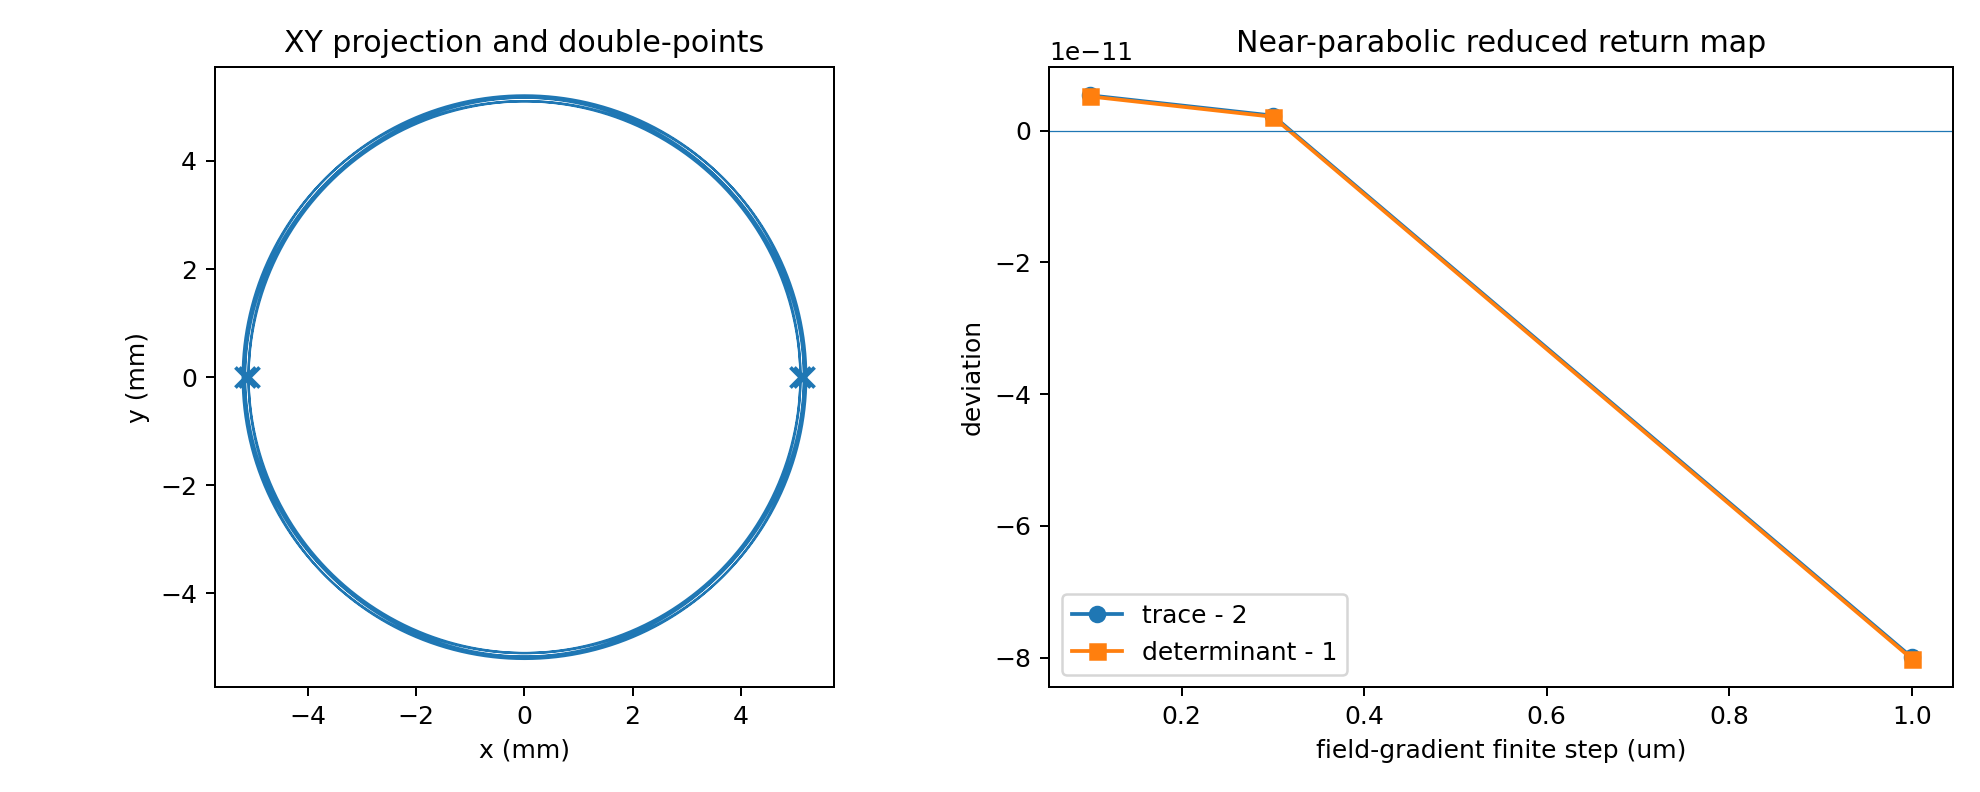 XY projection and double-points
y (mm)
4
2
0
−2
−4
−4 −2 0 2 4
x (mm)
Near-parabolic reduced return map
1e−11
deviation
0
−2
−4
−6
−8
trace - 2
determinant - 1
0.2 0.4 0.6 0.8 1.0
field-gradient finite step (um)